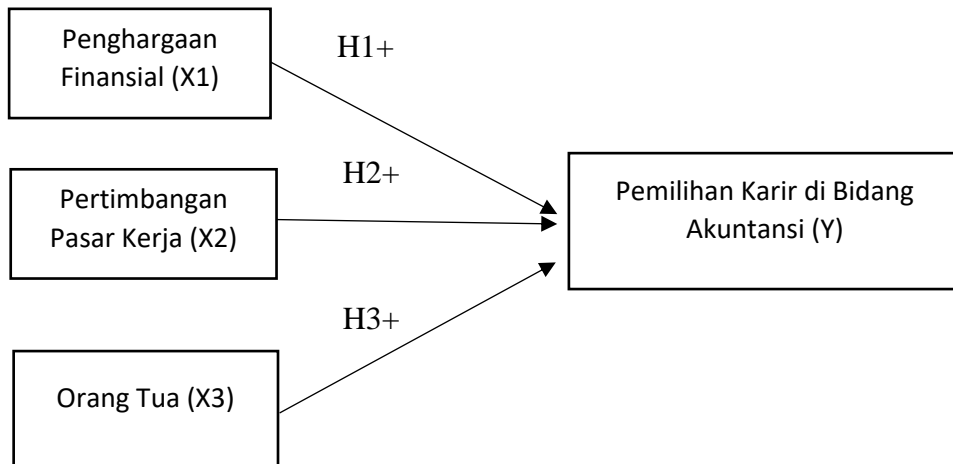 Penghargaan
Finansial (X1)
H1+
Pertimbangan
Pasar Kerja (X2)
H2+
Pemilihan Karir di Bidang
Akuntansi (Y)
H3+
Orang Tua (X3)